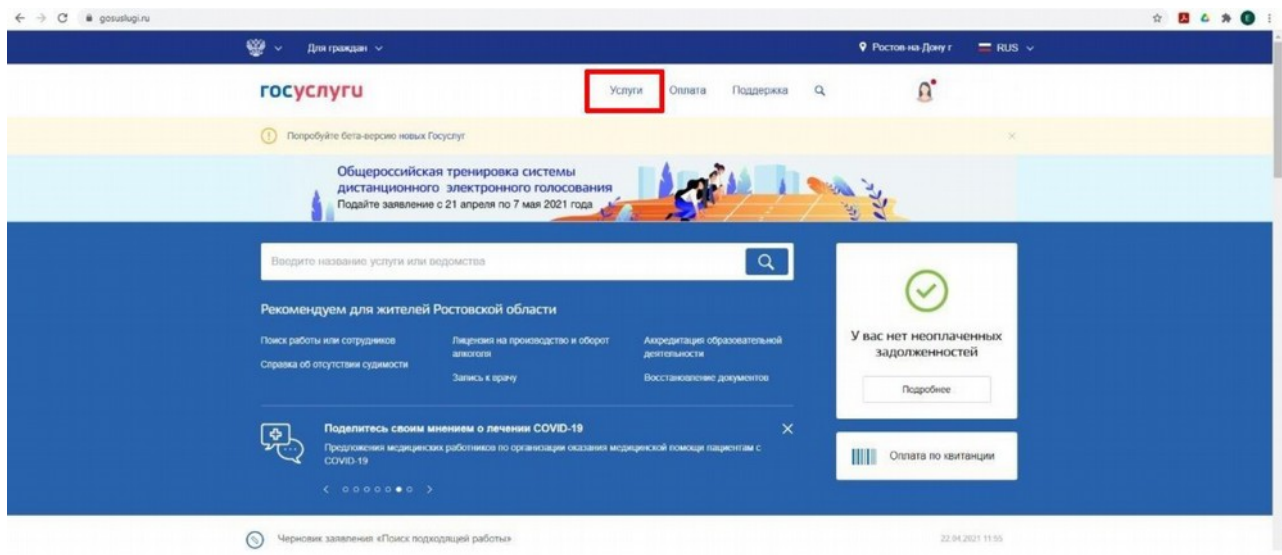 gosuslugi.ru
Для граждан
Ростов-на-Дону г
RUS
госуслуги
Услуги
Оплата
Поддержка
Попробуйте бета-версию новых Госуслуг
Общероссийская тренировка системы
дистанционного электронного голосования
Подайте заявление с 21 апреля по 7 мая 2021 года
Введите название услуги или ведомства
Рекомендуем для жителей Ростовской области
Поиск работы или сотрудников
Справка об отсутствии судимости
Лицензия на производство и оборот
алкоголя
Запись к врачу
Аккредитация образовательной
деятельности
Восстановление документов
У вас нет неоплаченных
задолженностей
Подробнее
Поделитесь своим мнением о лечении COVID-19
Предложения медицинских работников по организации оказания медицинской помощи пациентам с
COVID-19
Оплата по квитанции
Черновик заявления «Поиск подходящей работы»
22.04.2021 11:55